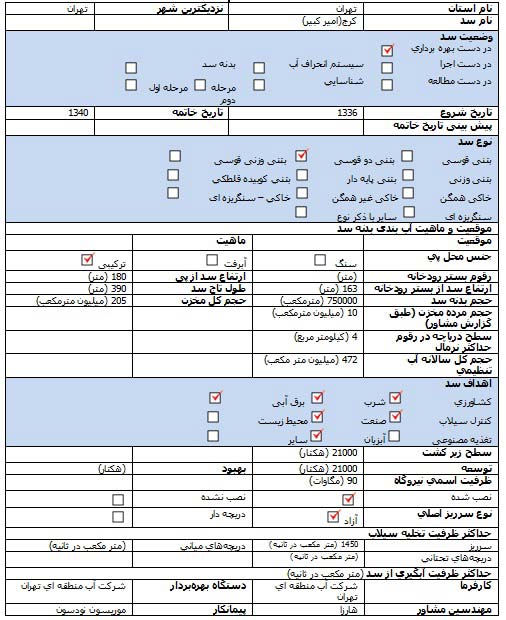 نام استان تهران نزدیکترین شهر تهران
نام سد کرج(امیر کبیر)
وضعیت سد
در دست بهره برداري
در دست اجرا سیستم انحراف آب بدنه سد
در دست مطالعه شناسایی مرحله اول مرحله دوم
تاریخ شروع 1336 تاریخ خاتمه 1340
پیش بینی تاریخ خاتمه
نوع سد
بتنی قوسی بتنی دو قوسی بتنی وزنی قوسی
بتنی وزنی بتنی پایه دار بتنی کوبیده غلطکی
خاکی همگن خاکی غیر همگن خاکی – سنگریزه ای
سنگریزه ای سایر با ذکر نوع
موقعیت و ماهیت آب بندی بدنه سد
موقعیت ماهیت
جنس محل پي سنگ آبرفت ترکیبی
رقوم بستر رودخانه (متر) ارتفاع سد از پی 180 (متر)
ارتفاع سد از بستر رودخانه 163 (متر) طول تاج سد 390 (متر)
حجم بدنه سد 750000 (مترمکعب) حجم کل مخزن 205 (میلیون مترمکعب)
حجم مرده مخزن (طبق گزارش مشاور) 10 (میلیون مترمکعب)
سطح دریاچه در رقوم حداکثر نرمال 4 (کیلومتر مربع)
حجم کل سالانه آب تنظیمی 472 (میلیون متر مکعب)
اهداف سد
کشاورزي شرب برق آبی
کنترل سیلاب صنعت محیط زیست
تغذیه مصنوعی آبزیان سایر
سطح زیر کشت 21000 (هکتار)
توسعه 21000 (هکتار) بهبود (هکتار)
ظرفیت اسمي نیروگاه 90 (مگاوات)
نصب شده نصب نشده
نوع سرریز اصلي آزاد دریچه دار
حداکثر ظرفیت تخلیه سیلاب
سرریز 1450 (متر مکعب در ثانیه) دریچه‌های میانی (متر مکعب در ثانیه)
دریچه‌های تحتانی (متر مکعب در ثانیه)
حداکثر ظرفیت آبگیری از سد (متر مکعب در ثانیه)
کارفرما شرکت آب منطقه اي تهران دستگاه بهره‌بردار شرکت آب منطقه اي تهران
مهندسین مشاور هارزا پیمانکار موریسون نودسون